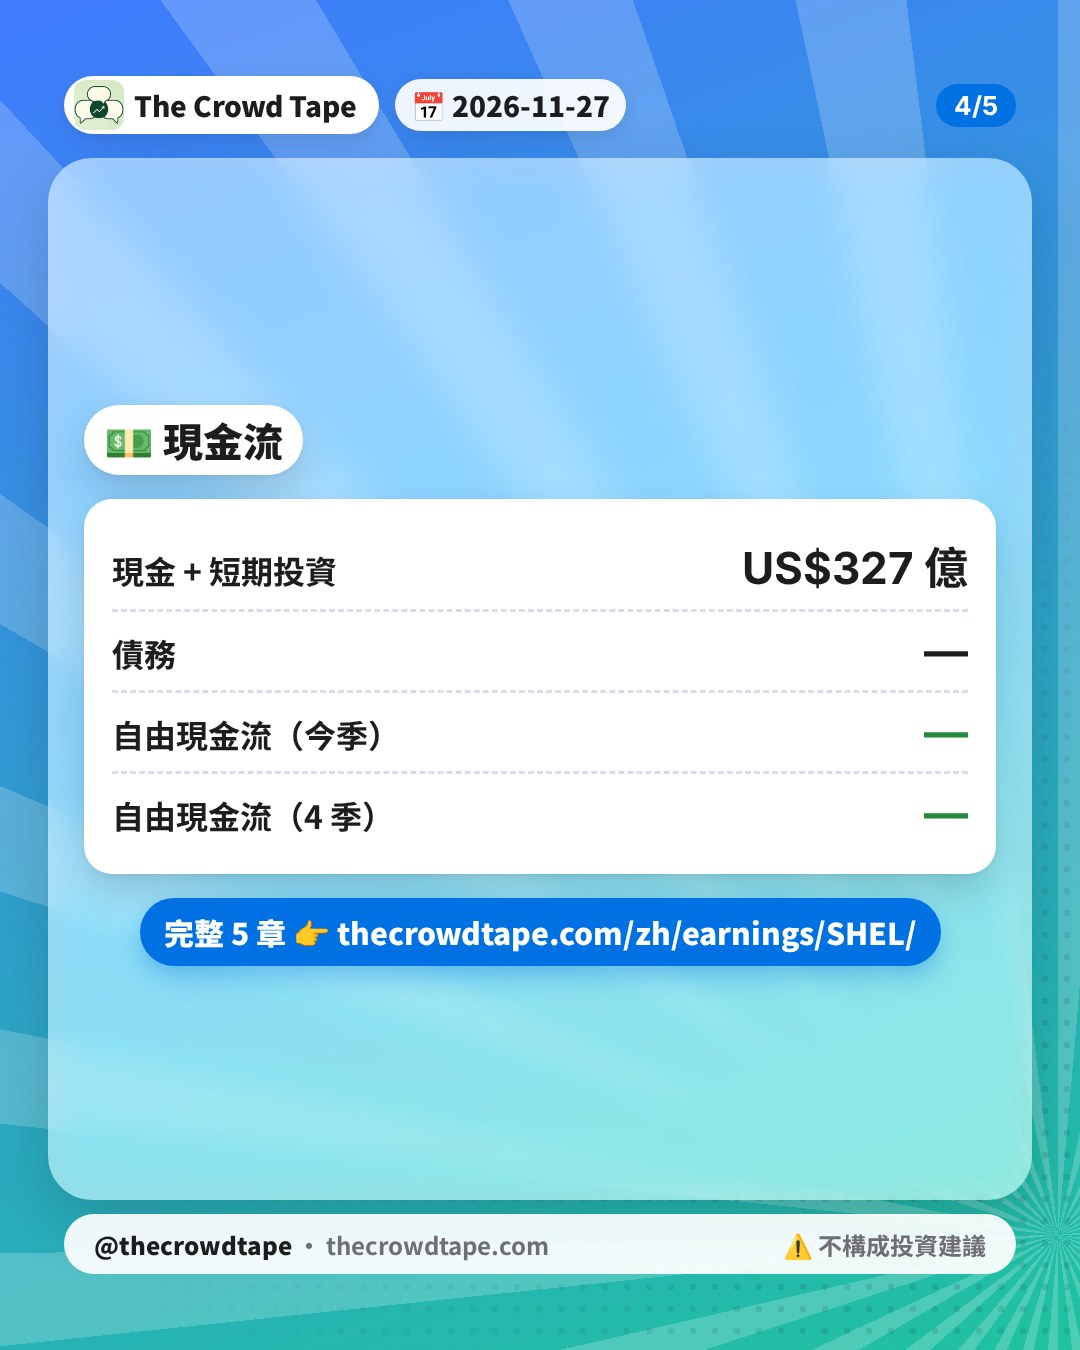 The Crowd Tape
📅 2026-11-27
4/5
💵 現金流
現金 + 短期投資 US$327 億
債務 —
自由現金流（今季） —
自由現金流（4 季） —
完整 5 章 👉 thecrowdtape.com/zh/earnings/SHEL/
@thecrowdtape · thecrowdtape.com
⚠️ 不構成投資建議